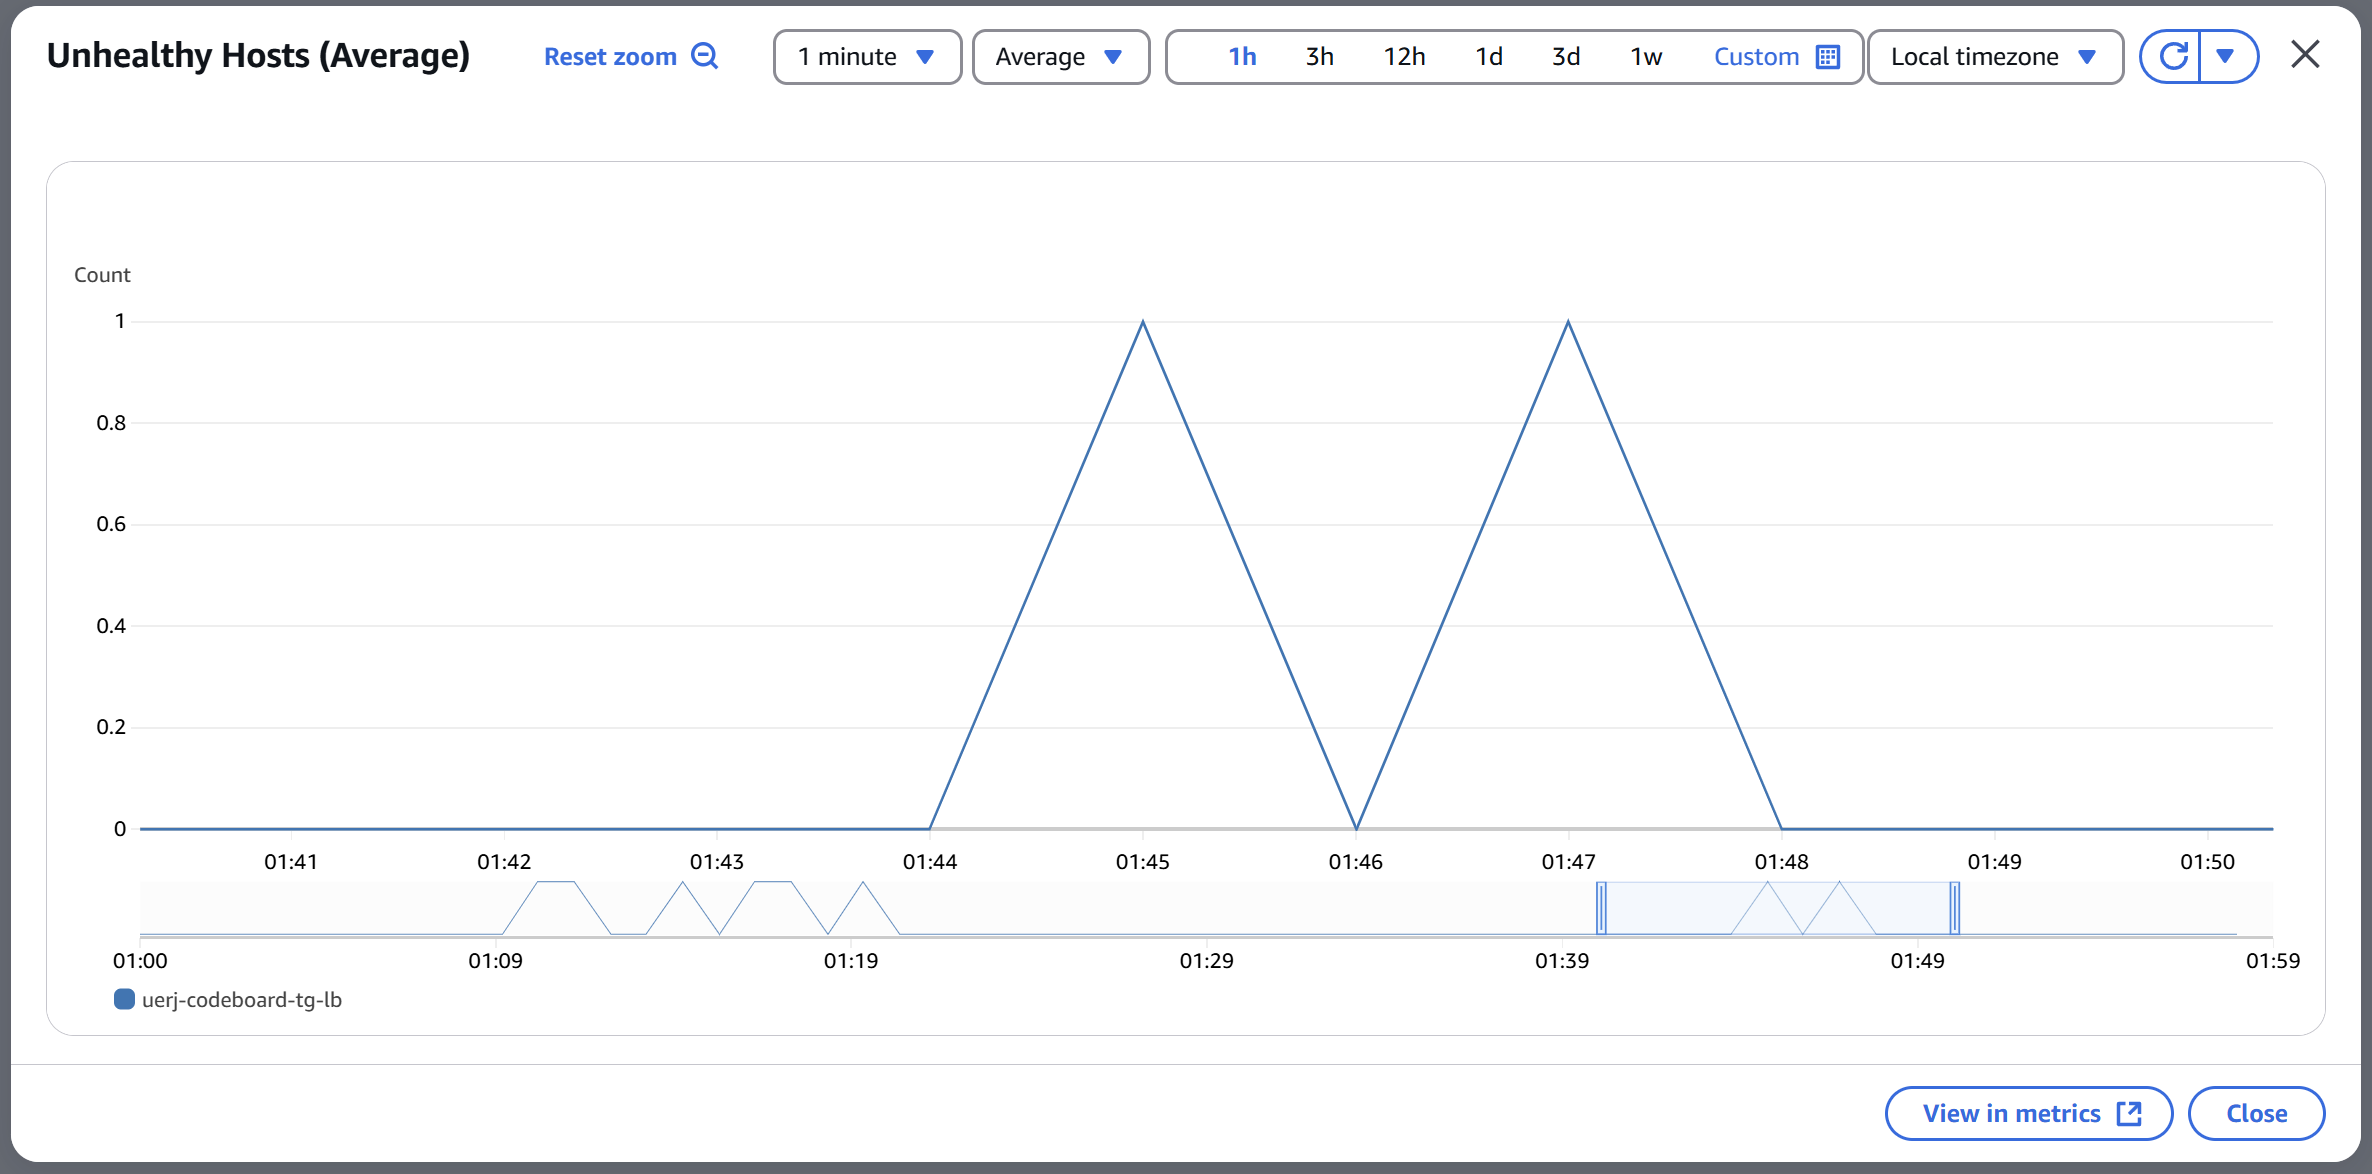 Unhealthy Hosts (Average) Reset zoom 1 minute Average 1h 3h 12h 1d 3d 1w Custom Local timezone
Count
1
0.8
0.6
0.4
0.2
0
01:41 01:42 01:43 01:44 01:45 01:46 01:47 01:48 01:49 01:50
01:00 01:09 01:19 01:29 01:39 01:49 01:59
uerj-codeboard-tg-lb
View in metrics Close